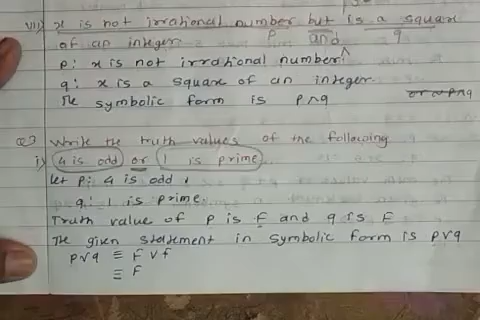 viii) x is not irrational number but is a square
of an integer p and ^ q
p: x is not irrational number.
q: x is a square of an integer.
The symbolic form is p∧q or ~p∧q
Q3 Write the truth values of the following
i) 4 is odd or 1 is prime.
let p: 4 is odd,
q: 1 is prime.
Truth value of p is F and q is F
The given statement in symbolic form is p∨q
p∨q ≡ F∨f
≡ F